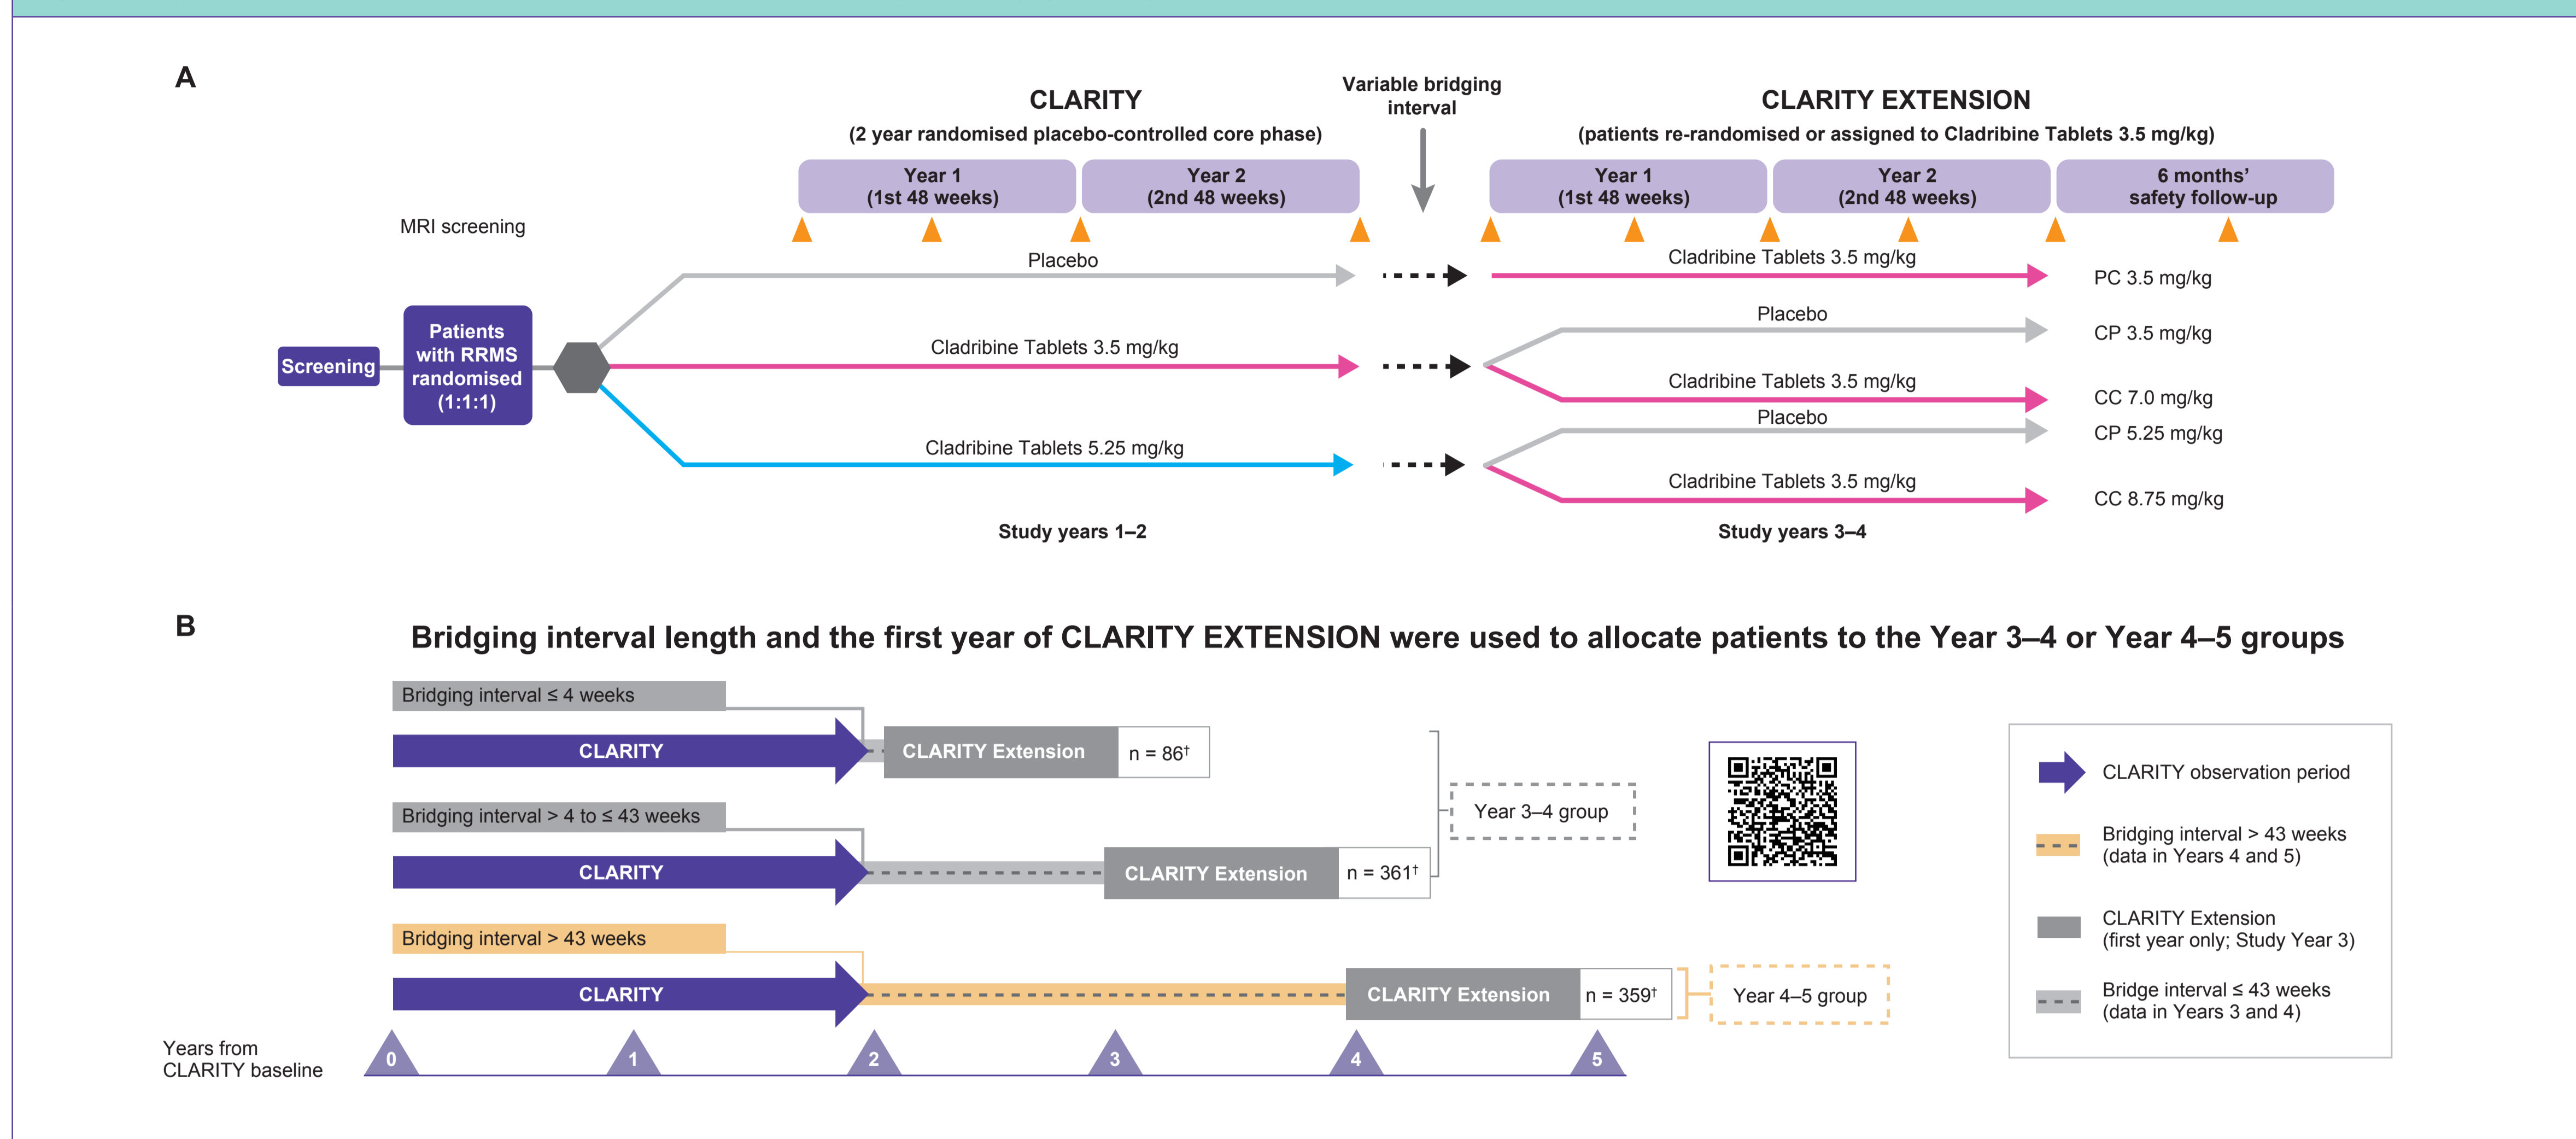 A
CLARITY
(2 year randomised placebo-controlled core phase)
Variable bridging
interval
CLARITY EXTENSION
(patients re-randomised or assigned to Cladribine Tablets 3.5 mg/kg)
Year 1
(1st 48 weeks)
Year 2
(2nd 48 weeks)
Year 1
(1st 48 weeks)
Year 2
(2nd 48 weeks)
6 months’
safety follow-up
MRI screening
Placebo
Cladribine Tablets 3.5 mg/kg
PC 3.5 mg/kg
Placebo
CP 3.5 mg/kg
Screening
Patients
with RRMS
randomised
(1:1:1)
Cladribine Tablets 3.5 mg/kg
Cladribine Tablets 3.5 mg/kg
CC 7.0 mg/kg
Placebo
CP 5.25 mg/kg
Cladribine Tablets 5.25 mg/kg
Cladribine Tablets 3.5 mg/kg
CC 8.75 mg/kg
Study years 1–2
Study years 3–4
B
Bridging interval length and the first year of CLARITY EXTENSION were used to allocate patients to the Year 3–4 or Year 4–5 groups
Bridging interval ≤ 4 weeks
CLARITY
CLARITY Extension
n = 86†
Bridging interval > 4 to ≤ 43 weeks
CLARITY
CLARITY Extension
n = 361†
Year 3–4 group
Bridging interval > 43 weeks
CLARITY
CLARITY Extension
n = 359†
Year 4–5 group
Years from
CLARITY baseline
0
1
2
3
4
5
CLARITY observation period
Bridging interval > 43 weeks
(data in Years 4 and 5)
CLARITY Extension
(first year only; Study Year 3)
Bridge interval ≤ 43 weeks
(data in Years 3 and 4)